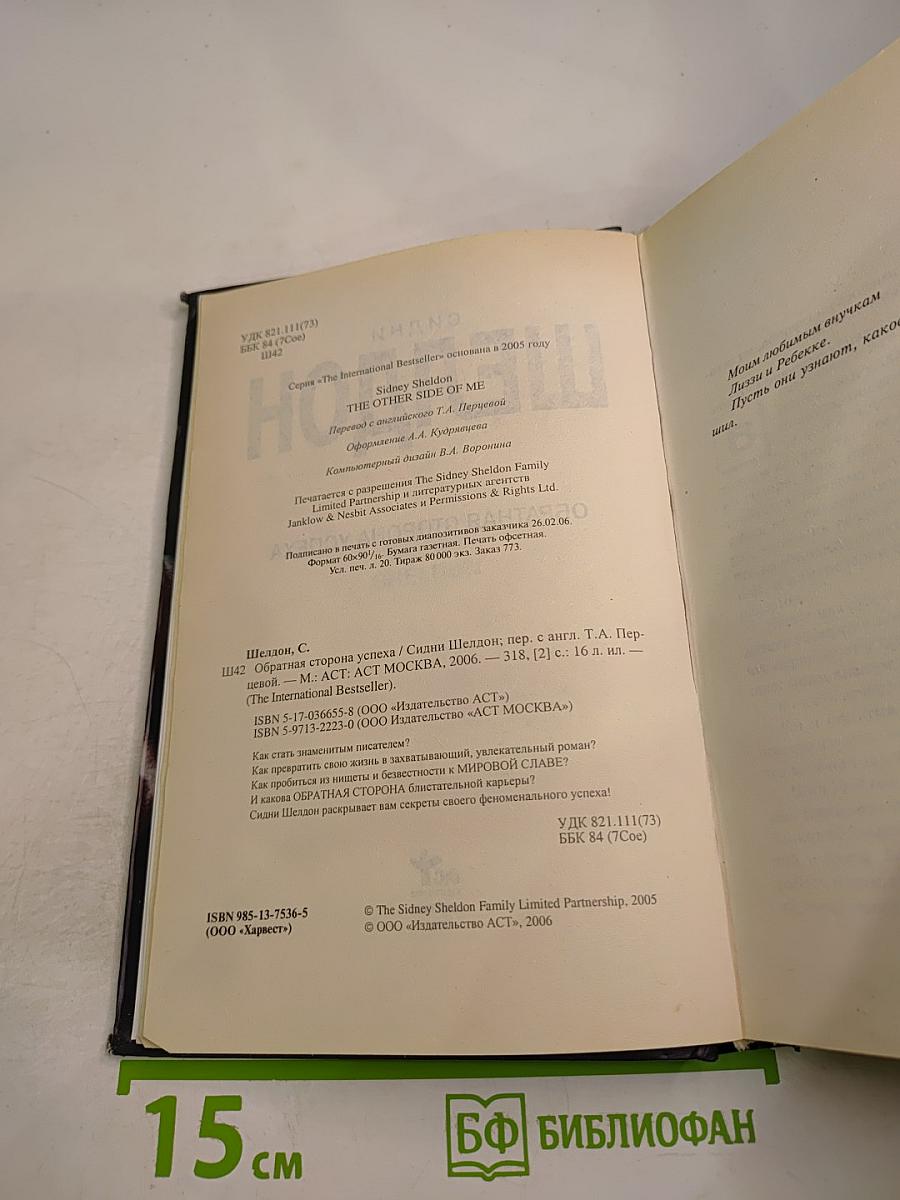 УДК 821.111(73)
ББК 84 (7Сое)
Ш42
Серия «The International Bestseller» основана в 2005 году
Sidney Sheldon
THE OTHER SIDE OF ME
Перевод с английского Т.А. Перцевой
Оформление А.А. Кудрявцева
Компьютерный дизайн В.А. Воронина
Печатается с разрешения The Sidney Sheldon Family
Limited Partnership и литературных агентств
Janklow & Nesbit Associates и Permissions & Rights Ltd.
Подписано в печать с готовых диапозитивов заказчика 26.02.06.
Формат 60×90¹/₁₆. Бумага газетная. Печать офсетная.
Усл. печ. л. 20. Тираж 80 000 экз. Заказ 773.
Шелдон, С.
Ш42 Обратная сторона успеха / Сидни Шелдон; пер. с англ. Т.А. Пер-
цевой. — М.: АСТ: АСТ МОСКВА, 2006. — 318, [2] с.: 16 л. ил. —
(The International Bestseller).
ISBN 5-17-036655-8 (ООО «Издательство АСТ»)
ISBN 5-9713-2223-0 (ООО Издательство «АСТ МОСКВА»)
Как стать знаменитым писателем?
Как превратить свою жизнь в захватывающий, увлекательный роман?
Как пробиться из нищеты и безвестности к МИРОВОЙ СЛАВЕ?
И какова ОБРАТНАЯ СТОРОНА блистательной карьеры?
Сидни Шелдон раскрывает вам секреты своего феноменального успеха!
УДК 821.111(73)
ББК 84 (7Сое)
ISBN 985-13-7536-5
(ООО «Харвест»)
© The Sidney Sheldon Family Limited Partnership, 2005
© ООО «Издательство АСТ», 2006
Моим любимым внучкам
Лиззи и Ребекке.
Пусть они узнают, како
шил.
15 см
БФ БИБЛИОФАН